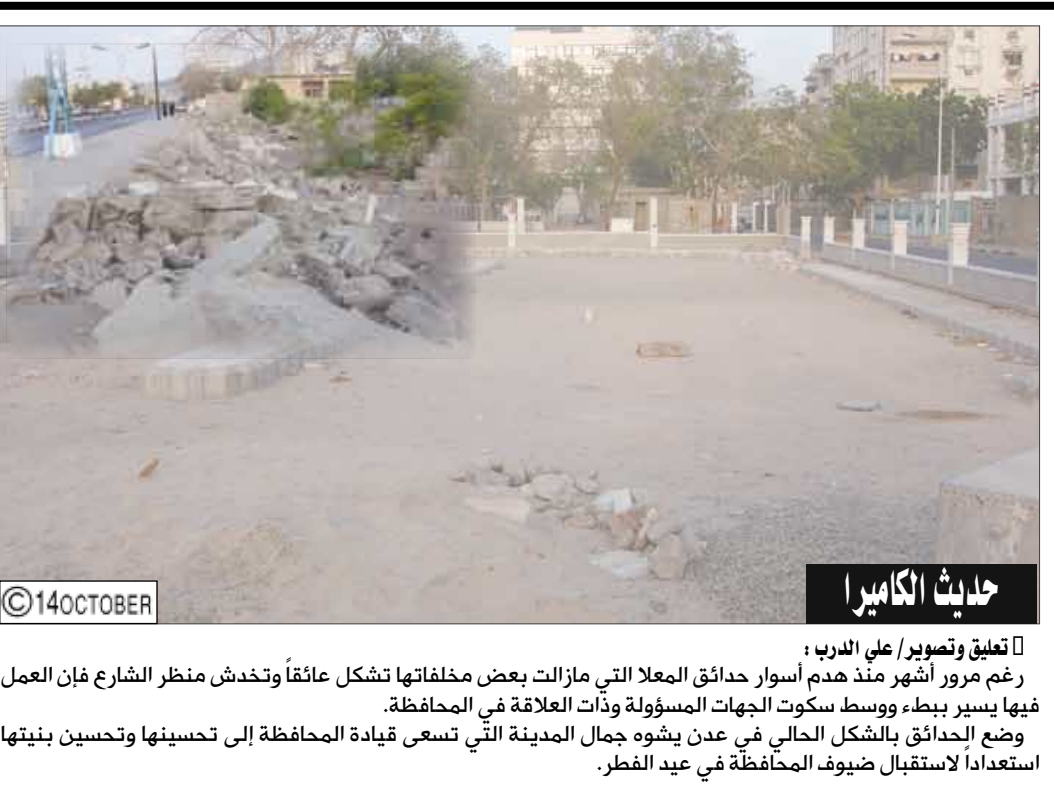 ©14OCTOBER
حديث الكاميرا
تعليق وتصوير/ علي الدرب :
رغم مرور أشهر منذ هدم أسوار حدائق المعلا التي مازالت بعض مخلفاتها تشكل عائقاً وتخدش منظر الشارع فإن العمل
فيها يسير ببطء ووسط سكوت الجهات المسؤولة وذات العلاقة في المحافظة.
وضع الحدائق بالشكل الحالي في عدن يشوه جمال المدينة التي تسعى قيادة المحافظة إلى تحسينها وتحسين بنيتها
استعداداً لاستقبال ضيوف المحافظة في عيد الفطر.